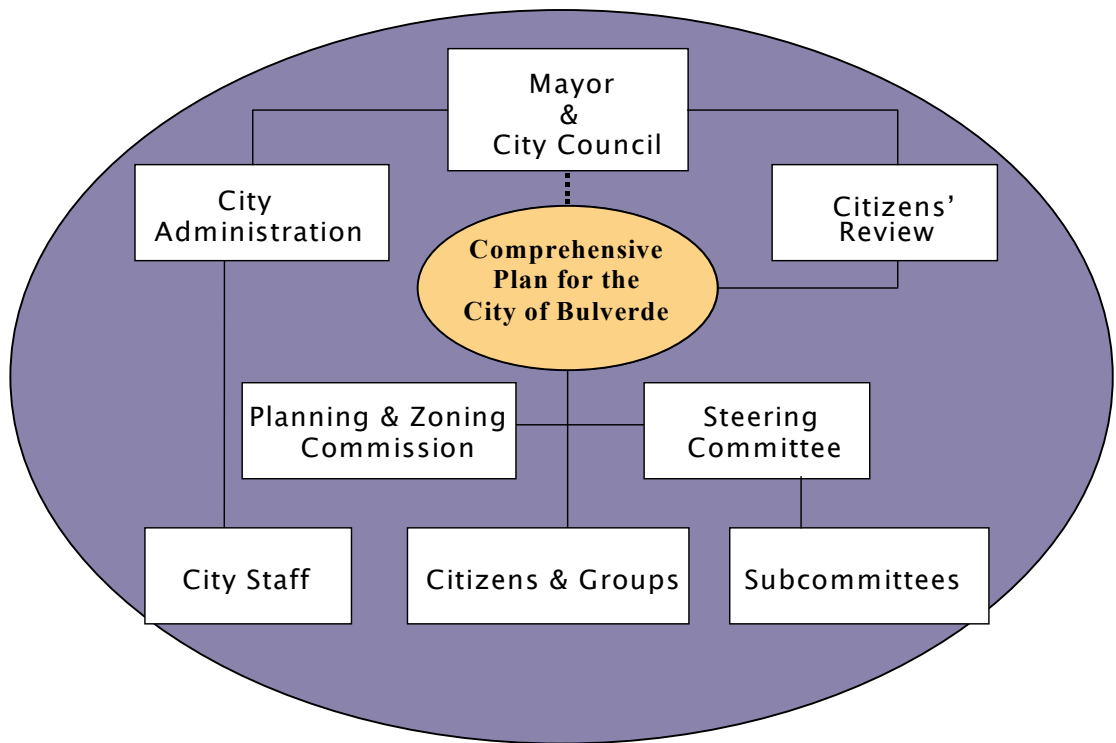 Mayor
&
City Council
City
Administration
Citizens’
Review
Comprehensive
Plan for the
City of Bulverde
Planning & Zoning
Commission
Steering
Committee
City Staff
Citizens & Groups
Subcommittees